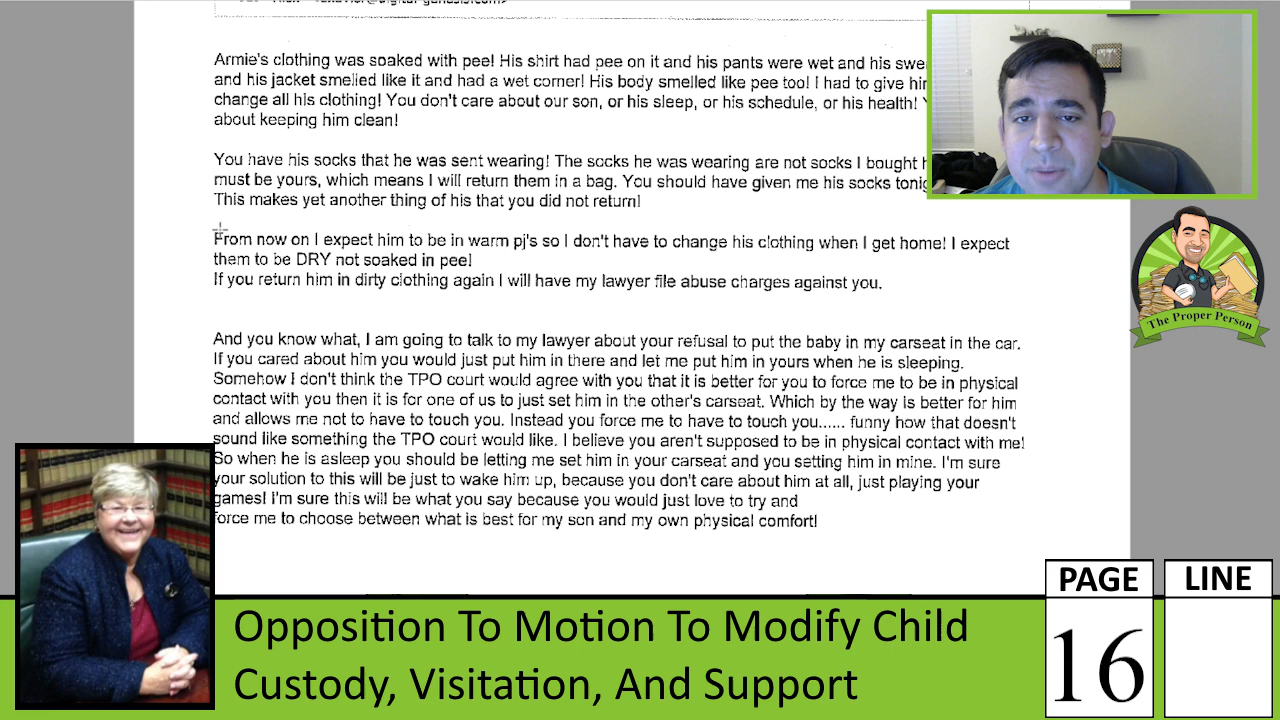 Armie's clothing was soaked with pee! His shirt had pee on it and his pants were wet and his
and his jacket smelled like it and had a wet corner! His body smelled like pee too! I had to give
change all his clothing! You don't care about our son, or his sleep, or his schedule, or his health!
about keeping him clean!
You have his socks that he was sent wearing! The socks he was wearing are not socks I bought
must be yours, which means I will return them in a bag. You should have given me his socks
This makes yet another thing of his that you did not return!
From now on I expect him to be in warm pj's so I don't have to change his clothing when I get home! I expect
them to be DRY not soaked in pee!
If you return him in dirty clothing again I will have my lawyer file abuse charges against you.
And you know what, I am going to talk to my lawyer about your refusal to put the baby in my carseat in the car.
If you cared about him you would just put him in there and let me put him in yours when he is sleeping.
Somehow I don't think the TPO court would agree with you that it is better for you to force me to be in physical
contact with you then it is for one of us to just set him in the other's carseat. Which by the way is better for him
and allows me not to have to touch you. Instead you force me to have to touch you...... funny how that doesn't
sound like something the TPO court would like. I believe you aren't supposed to be in physical contact with me!
So when he is asleep you should be letting me set him in your carseat and you setting him in mine. I'm sure
your solution to this will be just to wake him up, because you don't care about him at all, just playing your
games! I'm sure this will be what you say because you would just love to try and
force me to choose between what is best for my son and my own physical comfort!
The Proper Person
Opposition To Motion To Modify Child
Custody, Visitation, And Support
PAGE
16
LINE